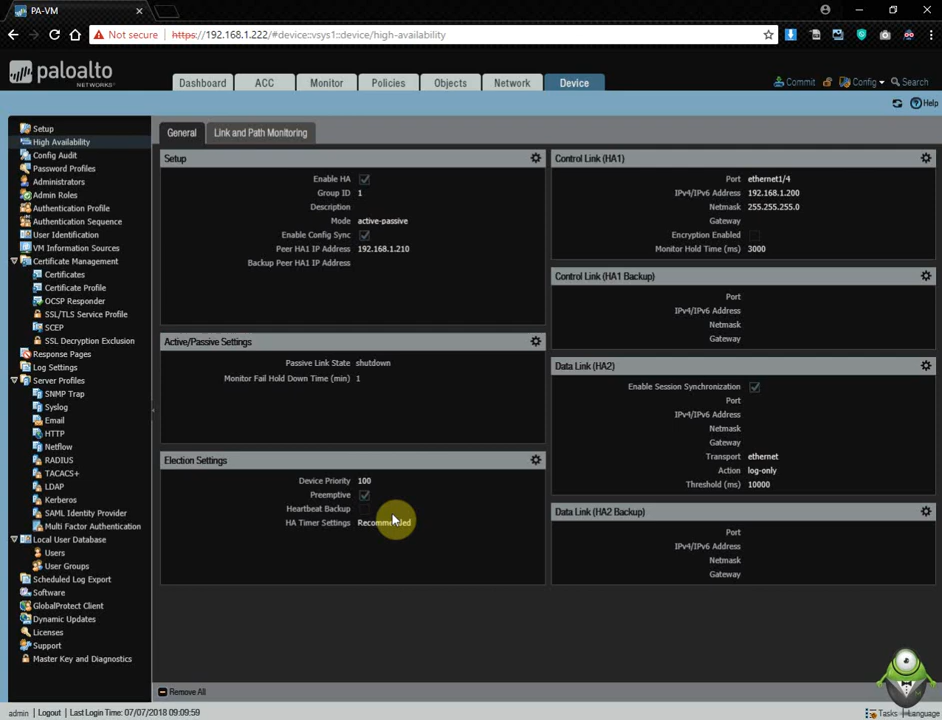 PA-VM
Not secure https://192.168.1.222/#device::vsys1::device/high-availability
paloalto
NETWORKS
Dashboard ACC Monitor Policies Objects Network Device
Commit Config Search
Help
Setup
High Availability
Config Audit
Password Profiles
Administrators
Admin Roles
Authentication Profile
Authentication Sequence
User Identification
VM Information Sources
Certificate Management
Certificates
Certificate Profile
OCSP Responder
SSL/TLS Service Profile
SCEP
SSL Decryption Exclusion
Response Pages
Log Settings
Server Profiles
SNMP Trap
Syslog
Email
HTTP
Netflow
RADIUS
TACACS+
LDAP
Kerberos
SAML Identity Provider
Multi Factor Authentication
Local User Database
Users
User Groups
Scheduled Log Export
Software
GlobalProtect Client
Dynamic Updates
Licenses
Support
Master Key and Diagnostics
General Link and Path Monitoring
Setup
Enable HA
Group ID 1
Description
Mode active-passive
Enable Config Sync
Peer HA1 IP Address 192.168.1.210
Backup Peer HA1 IP Address
Active/Passive Settings
Passive Link State shutdown
Monitor Fail Hold Down Time (min) 1
Election Settings
Device Priority 100
Preemptive
Heartbeat Backup
HA Timer Settings Recommended
Control Link (HA1)
Port ethernet1/4
IPv4/IPv6 Address 192.168.1.200
Netmask 255.255.255.0
Gateway
Encryption Enabled
Monitor Hold Time (ms) 3000
Control Link (HA1 Backup)
Port
IPv4/IPv6 Address
Netmask
Gateway
Data Link (HA2)
Enable Session Synchronization
Port
IPv4/IPv6 Address
Netmask
Gateway
Transport ethernet
Action log-only
Threshold (ms) 10000
Data Link (HA2 Backup)
Port
IPv4/IPv6 Address
Netmask
Gateway
Remove All
admin Logout Last Login Time: 07/07/2018 09:09:59
Tasks Language